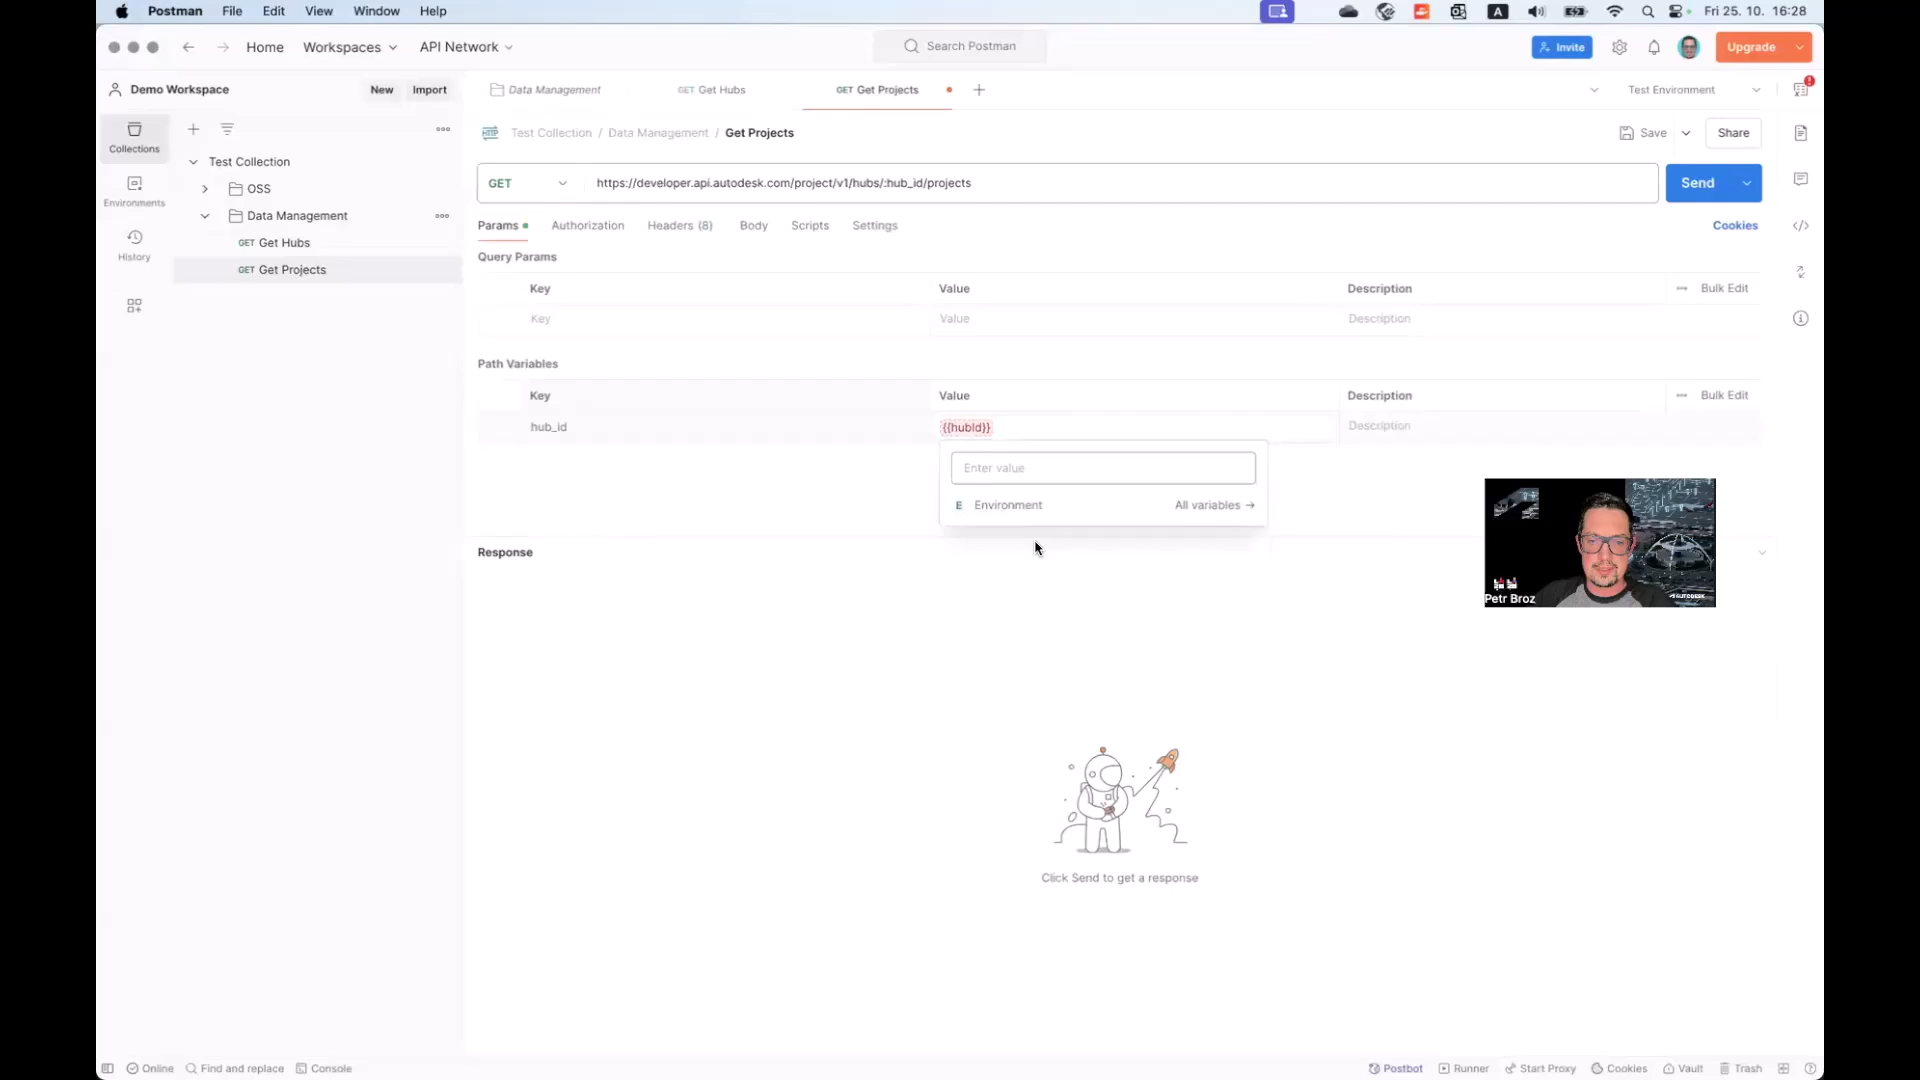 Postman File Edit View Window Help
A Fri 25. 10. 16:28
Home Workspaces API Network Search Postman Invite Upgrade
Demo Workspace New Import
Data Management GET Get Hubs GET Get Projects Test Environment
Collections
Environments
History
Test Collection
OSS
Data Management
GET Get Hubs
GET Get Projects
HTTP Test Collection / Data Management / Get Projects Save Share
GET https://developer.api.autodesk.com/project/v1/hubs/:hub_id/projects Send
Params Authorization Headers (8) Body Scripts Settings Cookies
Query Params
Key Value Description Bulk Edit
Key Value Description
Path Variables
Key Value Description Bulk Edit
hub_id {{hubId}} Description
Enter value
E Environment All variables →
Response
Petr Broz
AUTODESK
Click Send to get a response
Online Find and replace Console Postbot Runner Start Proxy Cookies Vault Trash